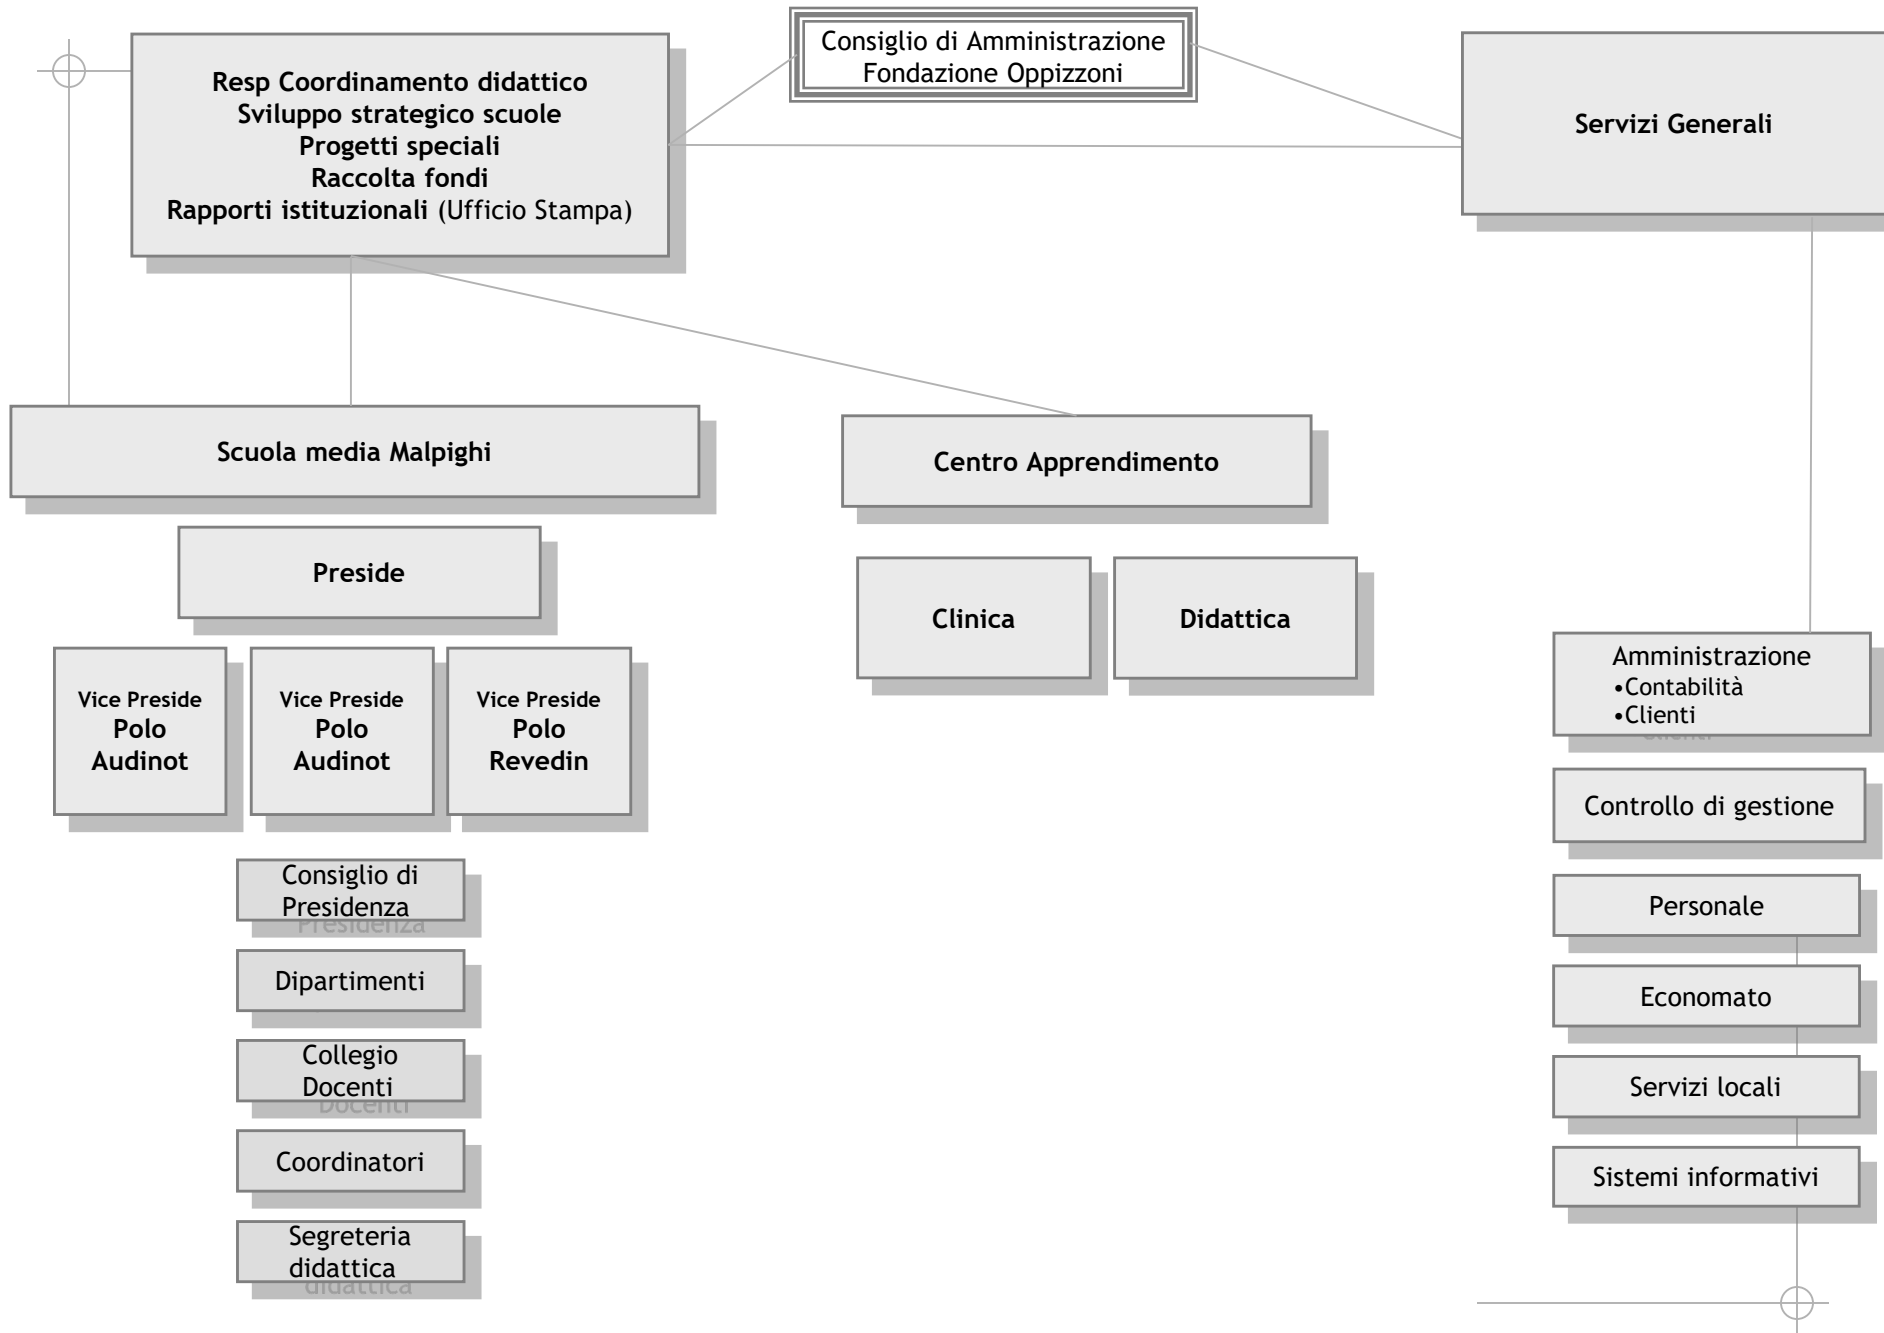 Consiglio di Amministrazione
Fondazione Oppizzoni
Resp Coordinamento didattico
Sviluppo strategico scuole
Progetti speciali
Raccolta fondi
Rapporti istituzionali (Ufficio Stampa)
Servizi Generali
Scuola media Malpighi
Preside
Vice Preside
Polo
Audinot
Vice Preside
Polo
Audinot
Vice Preside
Polo
Revedin
Consiglio di
Presidenza
Dipartimenti
Collegio
Docenti
Coordinatori
Segreteria
didattica
Centro Apprendimento
Clinica
Didattica
Amministrazione
•Contabilità
•Clienti
Controllo di gestione
Personale
Economato
Servizi locali
Sistemi informativi